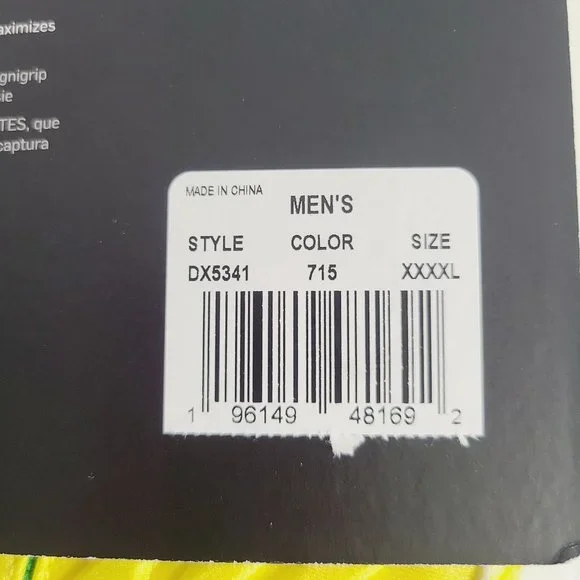 aximizes
gnigrip
sie
TES, que
captura
MADE IN CHINA
MEN'S
STYLE COLOR SIZE
DX5341 715 XXXXL
1 96149 48169 2